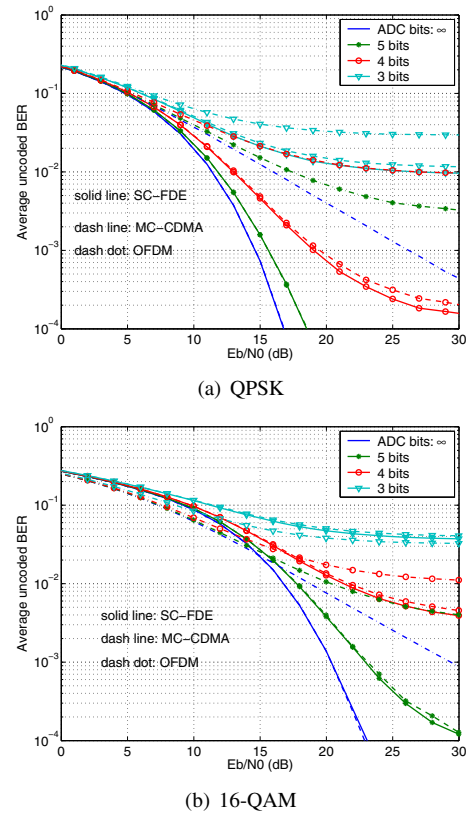 10^0
10^-1
10^-2
10^-3
10^-4
Average uncoded BER
ADC bits: ∞
5 bits
4 bits
3 bits
solid line: SC-FDE
dash line: MC-CDMA
dash dot: OFDM
0 5 10 15 20 25 30
Eb/N0 (dB)
(a) QPSK
10^0
10^-1
10^-2
10^-3
10^-4
Average uncoded BER
ADC bits: ∞
5 bits
4 bits
3 bits
solid line: SC-FDE
dash line: MC-CDMA
dash dot: OFDM
0 5 10 15 20 25 30
Eb/N0 (dB)
(b) 16-QAM